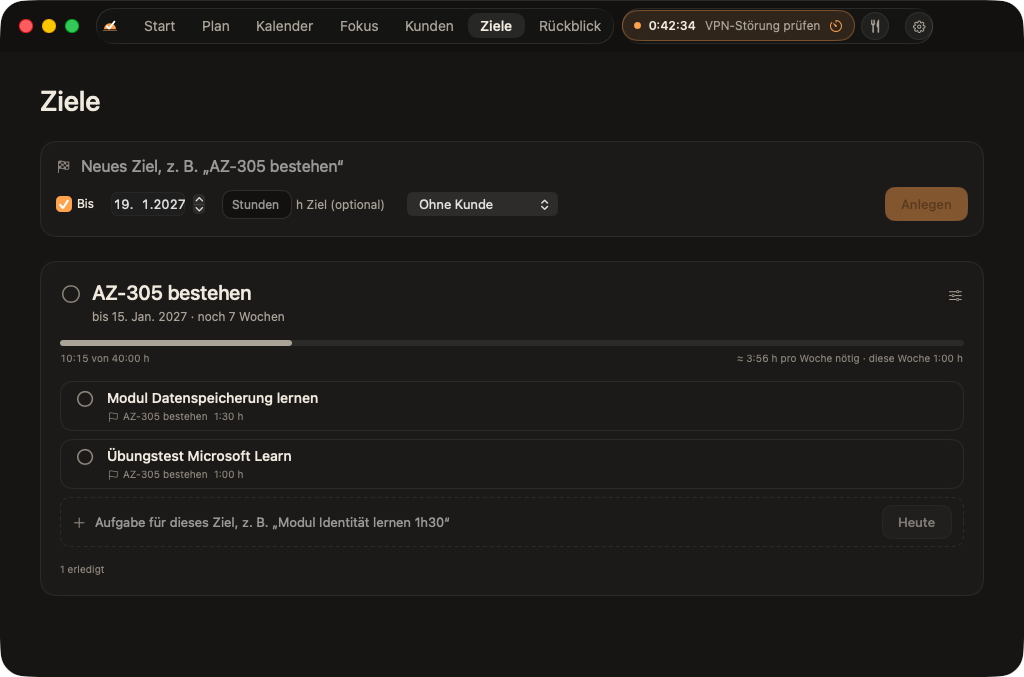 Start Plan Kalender Fokus Kunden Ziele Rückblick 0:42:34 VPN-Störung prüfen
Ziele
Neues Ziel, z. B. „AZ-305 bestehen“
Bis 19. 1.2027 Stunden h Ziel (optional) Ohne Kunde Anlegen
AZ-305 bestehen
bis 15. Jan. 2027 · noch 7 Wochen
10:15 von 40:00 h ≈ 3:56 h pro Woche nötig · diese Woche 1:00 h
Modul Datenspeicherung lernen
AZ-305 bestehen 1:30 h
Übungstest Microsoft Learn
AZ-305 bestehen 1:00 h
Aufgabe für dieses Ziel, z. B. „Modul Identität lernen 1h30“ Heute
1 erledigt